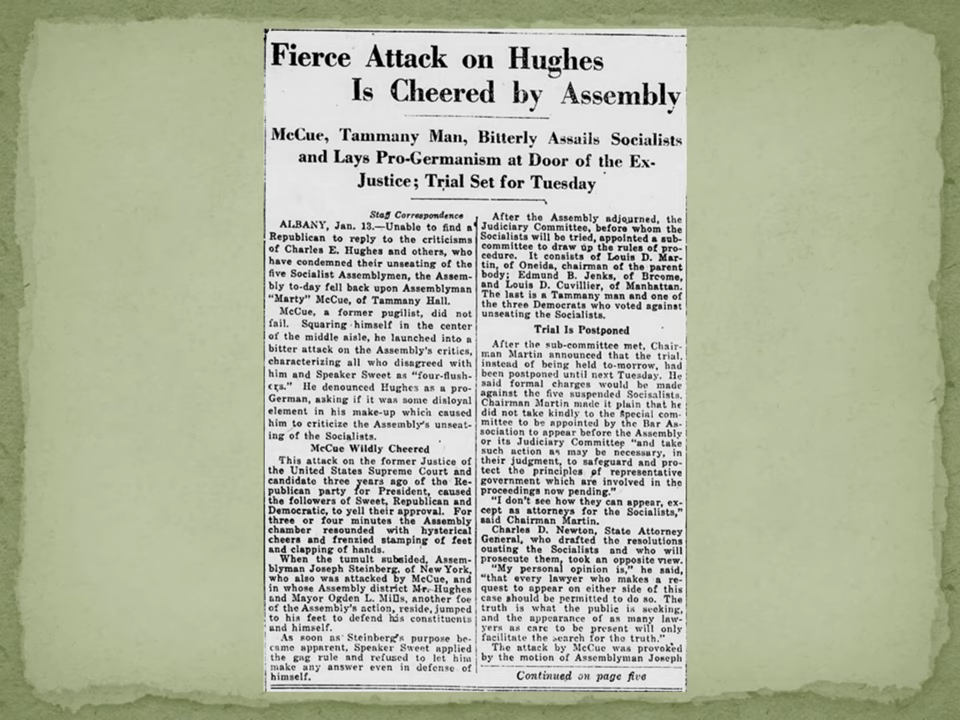 Fierce Attack on Hughes
Is Cheered by Assembly
McCue, Tammany Man, Bitterly Assails Socialists
and Lays Pro-Germanism at Door of the Ex-
Justice; Trial Set for Tuesday
Staff Correspondence
ALBANY, Jan. 13.—Unable to find a
Republican to reply to the criticisms
of Charles E. Hughes and others, who
have condemned their unseating of the
five Socialist Assemblymen, the Assem-
bly to-day fell back upon Assemblyman
"Marty" McCue, of Tammany Hall.
McCue, a former pugilist, did not
fail. Squaring himself in the center
of the middle aisle, he launched into a
bitter attack on the Assembly's critics,
characterizing all who disagreed with
him and Speaker Sweet as "four-flush-
ers." He denounced Hughes as a pro-
German, asking if it was some disloyal
element in his make-up which caused
him to criticize the Assembly's unseat-
ing of the Socialists.
McCue Wildly Cheered
This attack on the former Justice of
the United States Supreme Court and
candidate three years ago of the Re-
publican party for President, caused
the followers of Sweet, Republican and
Democratic, to yell their approval. For
three or four minutes the Assembly
chamber resounded with hysterical
cheers and frenzied stamping of feet
and clapping of hands.
When the tumult subsided, Assem-
blyman Joseph Steinberg, of New York,
who also was attacked by McCue, and
in whose Assembly district Mr. Hughes
and Mayor Ogden L. Mills, another foe
of the Assembly's action, reside, jumped
to his feet to defend his constituents
and himself.
As soon as Steinberg's purpose be-
came apparent, Speaker Sweet applied
the gag rule and refused to let him
make any answer even in defense of
himself.
After the Assembly adjourned, the
Judiciary Committee, before whom the
Socialists will be tried, appointed a sub-
committee to draw up the rules of pro-
cedure. It consists of Louis D. Mar-
tin, of Oneida, chairman of the parent
body; Edmund B. Jenks, of Broome,
and Louis D. Cuvillier, of Manhattan.
The last is a Tammany man and one of
the three Democrats who voted against
unseating the Socialists.
Trial Is Postponed
After the sub-committee met, Chair-
man Martin announced that the trial,
instead of being held to-morrow, had
been postponed until next Tuesday. He
said formal charges would be made
against the five suspended Socialists.
Chairman Martin made it plain that he
did not take kindly to the special com-
mittee to be appointed by the Bar As-
sociation to appear before the Assembly
or its Judiciary Committee "and take
such action as may be necessary, in
their judgment, to safeguard and pro-
tect the principles of representative
government which are involved in the
proceedings now pending."
"I don't see how they can appear, ex-
cept as attorneys for the Socialists,"
said Chairman Martin.
Charles D. Newton, State Attorney
General, who drafted the resolutions
ousting the Socialists and who will
prosecute them, took an opposite view.
"My personal opinion is," he said,
"that every lawyer who makes a re-
quest to appear on either side of this
case should be permitted to do so. The
truth is what the public is seeking,
and the appearance of as many law-
yers as care to be present will only
facilitate the search for the truth."
The attack by McCue was provoked
by the motion of Assemblyman Joseph
Continued on page five